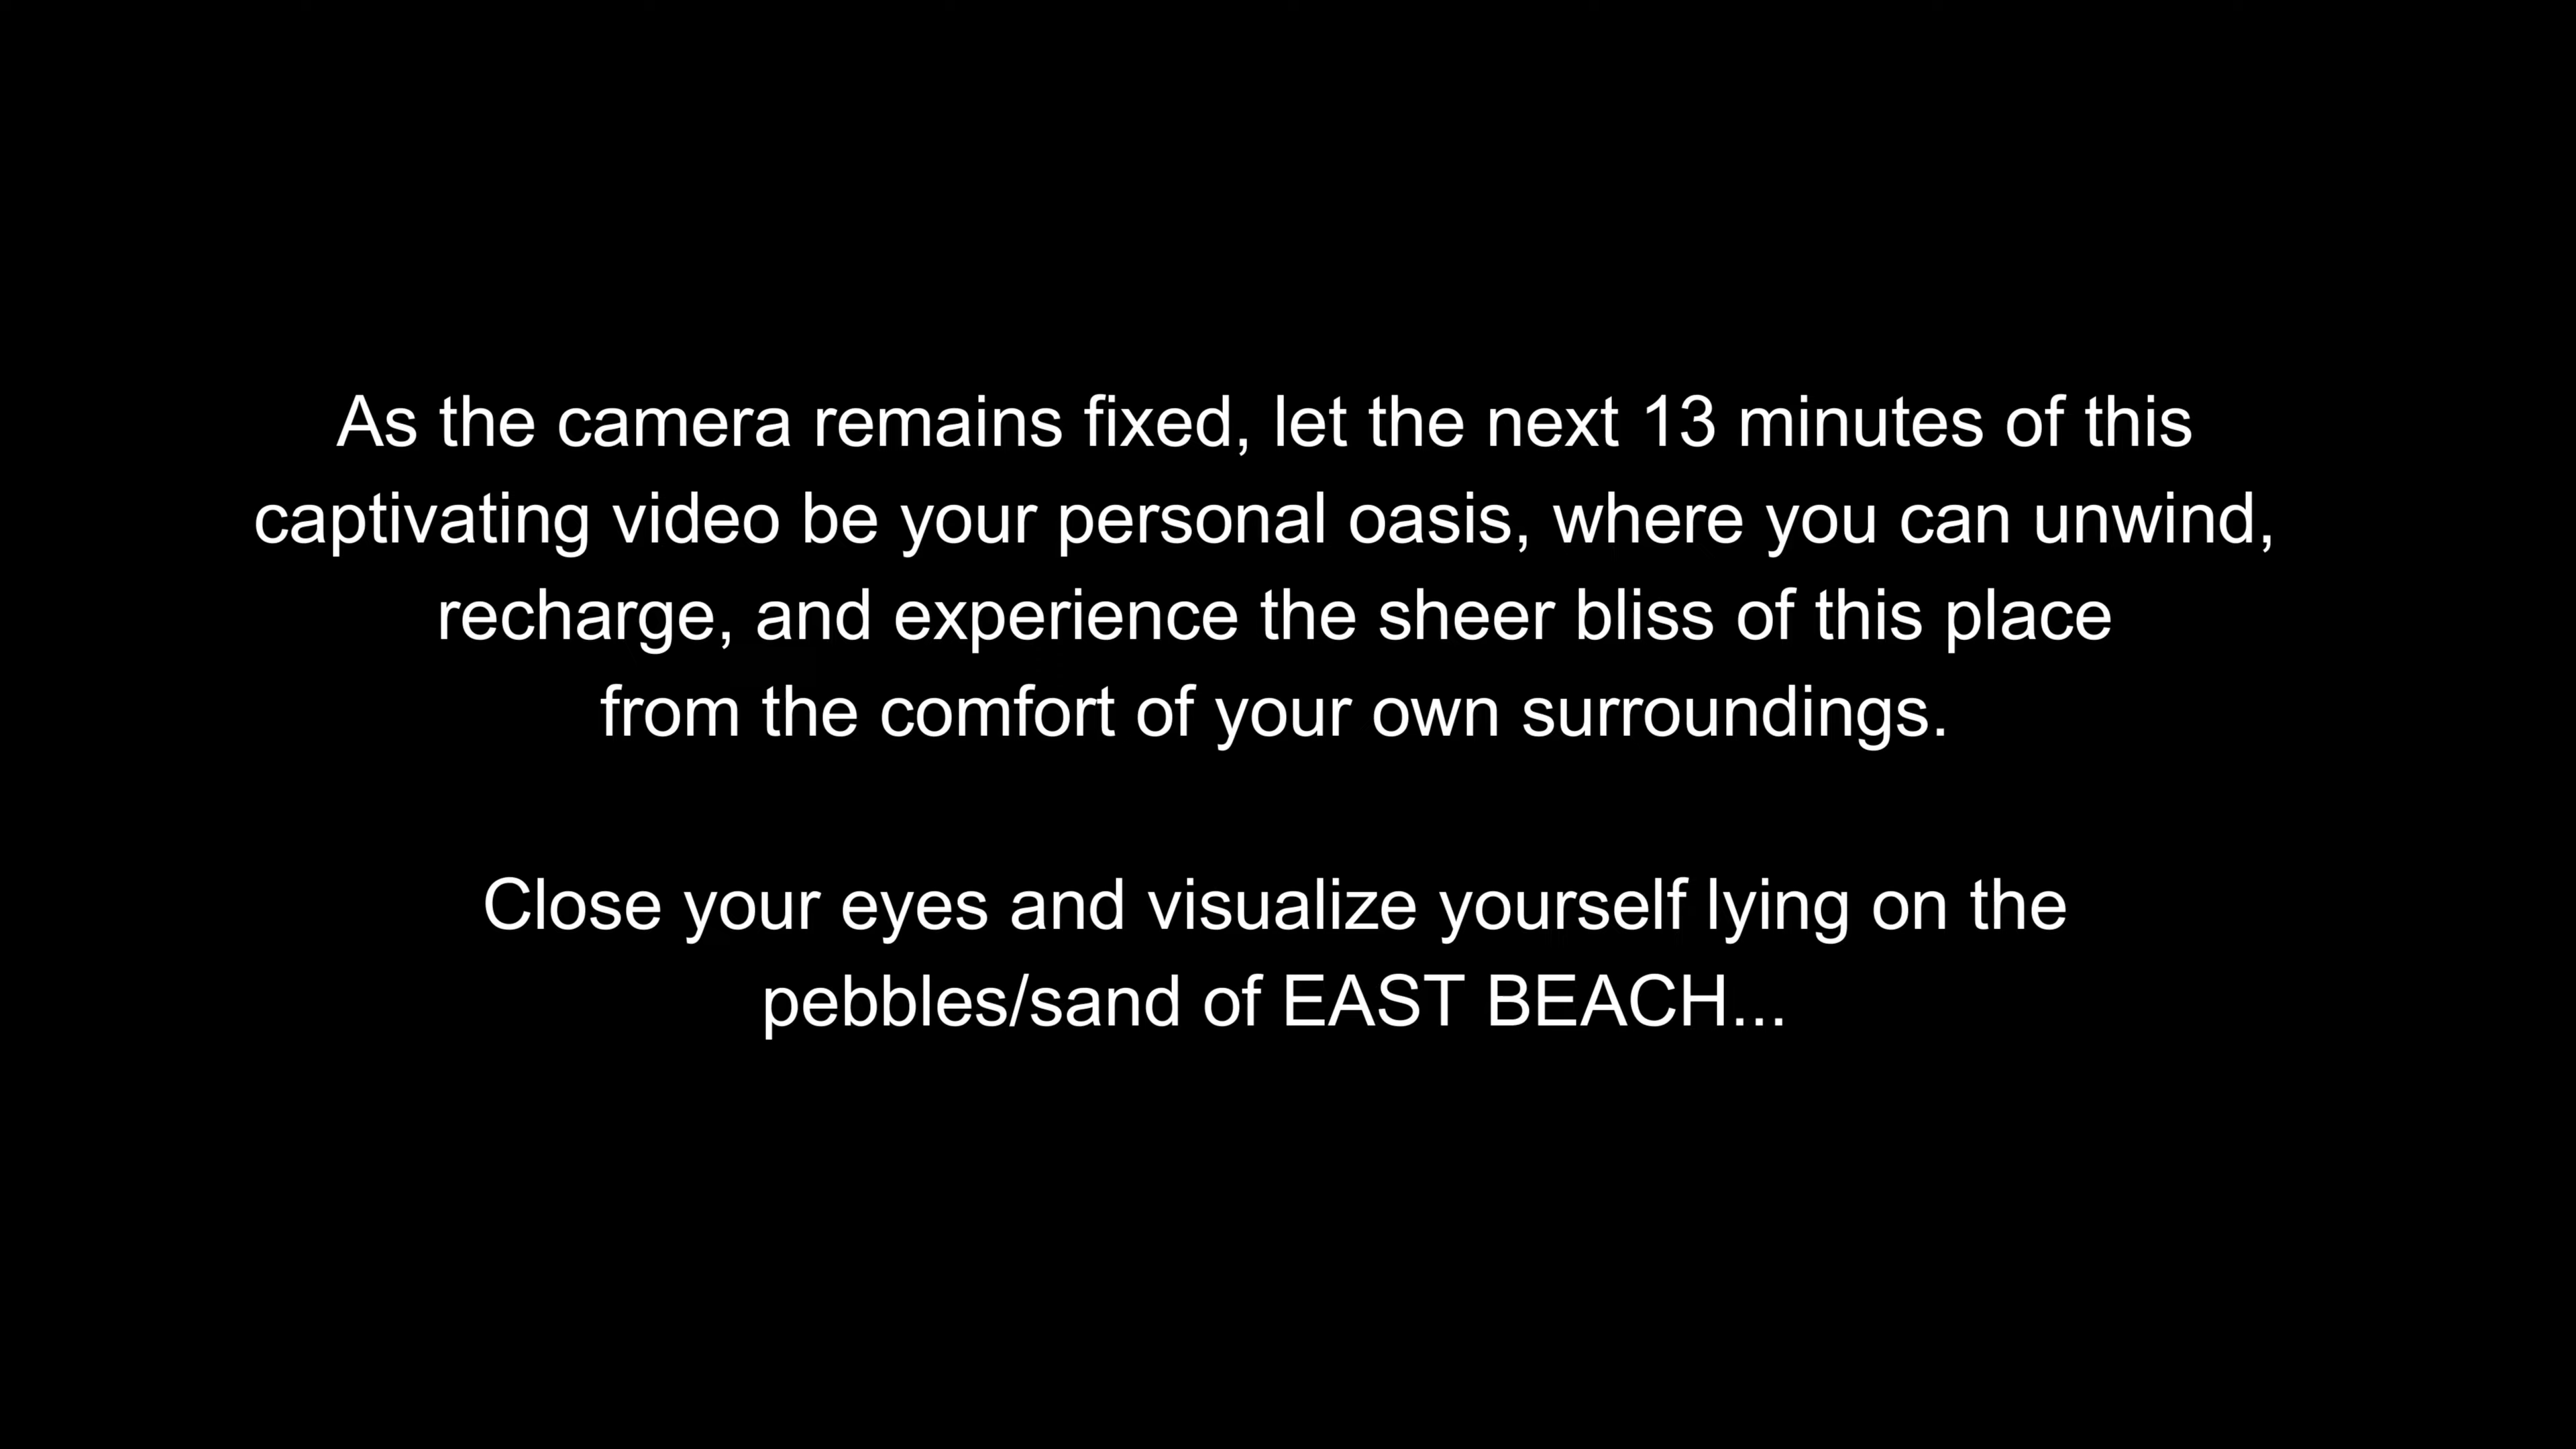 As the camera remains fixed, let the next 13 minutes of this
captivating video be your personal oasis, where you can unwind,
recharge, and experience the sheer bliss of this place
from the comfort of your own surroundings.
Close your eyes and visualize yourself lying on the
pebbles/sand of EAST BEACH...